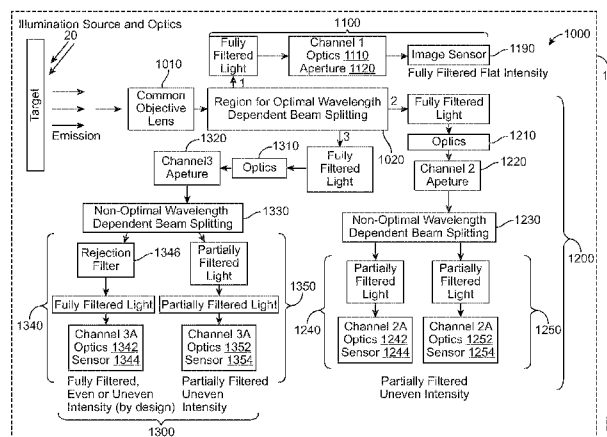 Illumination Source and Optics
20
Target
Emission
1010
Common
Objective
Lens
1100
Fully
Filtered
Light
Channel 1
Optics 1110
Aperture 1120
Image Sensor
1190
1000
Fully Filtered Flat Intensity
1
Region for Optimal Wavelength
Dependent Beam Splitting
2
Fully Filtered
Light
3
1020
1320
1310
Channel3
Apeture
Optics
Fully
Filtered
Light
Optics
1210
Channel 2
Apeture
1220
Non-Optimal Wavelength
Dependent Beam Splitting
1330
Non-Optimal Wavelength
Dependent Beam Splitting
1230
1200
Rejection
Filter
1346
Partially
Filtered
Light
1350
Partially
Filtered
Light
Partially
Filtered
Light
1340
Fully Filtered Light
Partially Filtered Light
1240
1250
Channel 3A
Optics 1342
Sensor 1344
Channel 3A
Optics 1352
Sensor 1354
Channel 2A
Optics 1242
Sensor 1244
Channel 2A
Optics 1252
Sensor 1254
Fully Filtered,
Even or Uneven
Intensity (by design)
Partially Filtered
Uneven
Intensity
Partially Filtered
Uneven Intensity
1300